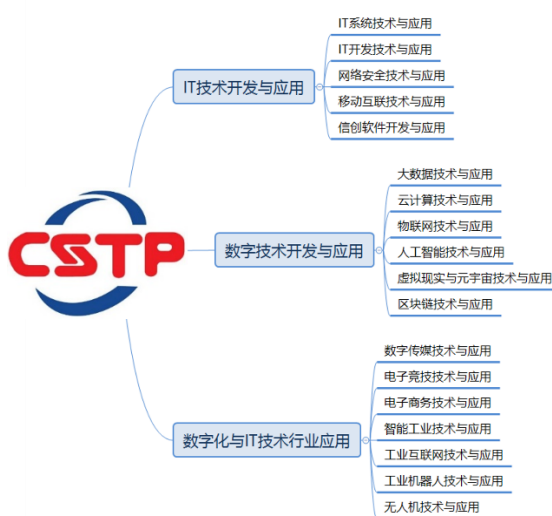 IT系统技术与应用
IT开发技术与应用
IT技术开发与应用
网络安全技术与应用
移动互联技术与应用
信创软件开发与应用
CSTP
大数据技术与应用
云计算技术与应用
物联网技术与应用
数字技术开发与应用
人工智能技术与应用
虚拟现实与元宇宙技术与应用
区块链技术与应用
数字传媒技术与应用
电子竞技技术与应用
电子商务技术与应用
数字化与IT技术行业应用
智能工业技术与应用
工业互联网技术与应用
工业机器人技术与应用
无人机技术与应用